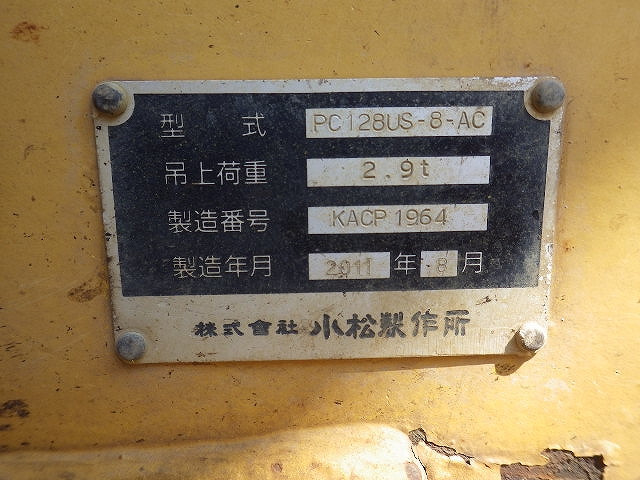 型 式 PC128US-8-AC
吊上荷重 2.9t
製造番号 KACP 1964
製造年月 2011 年 8 月
株式會社 小松製作所